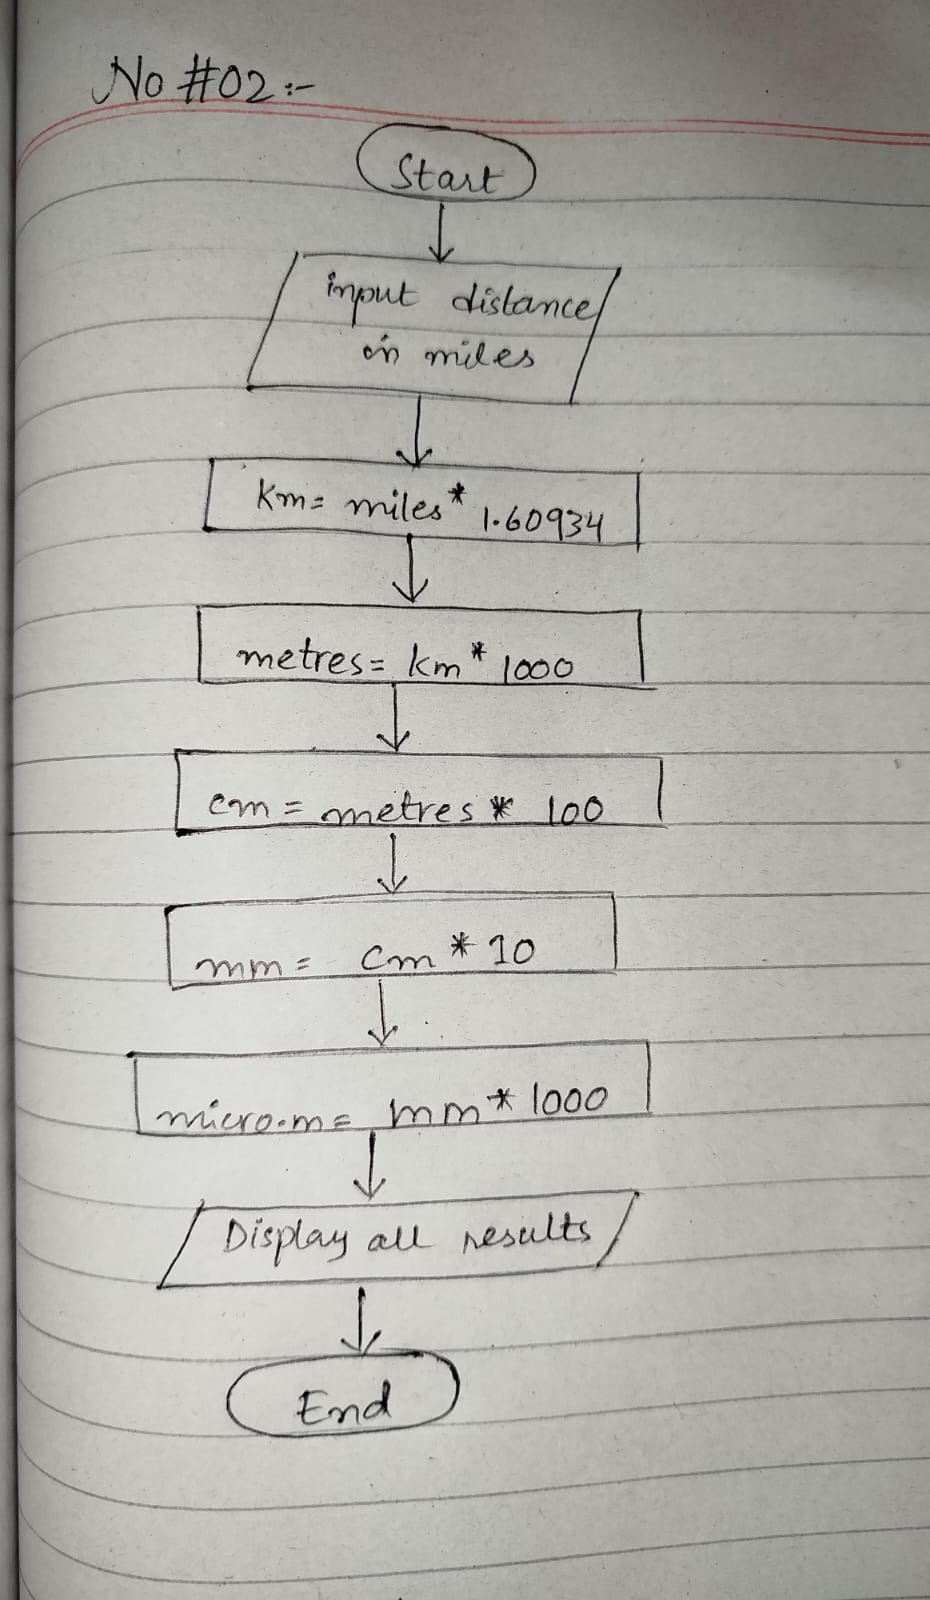 No #02:-
Start
input distance
in miles
Km= miles * 1.60934
metres= km * 1000
cm = metres * 100
mm = cm * 10
micro.m = mm * 1000
Display all results
End